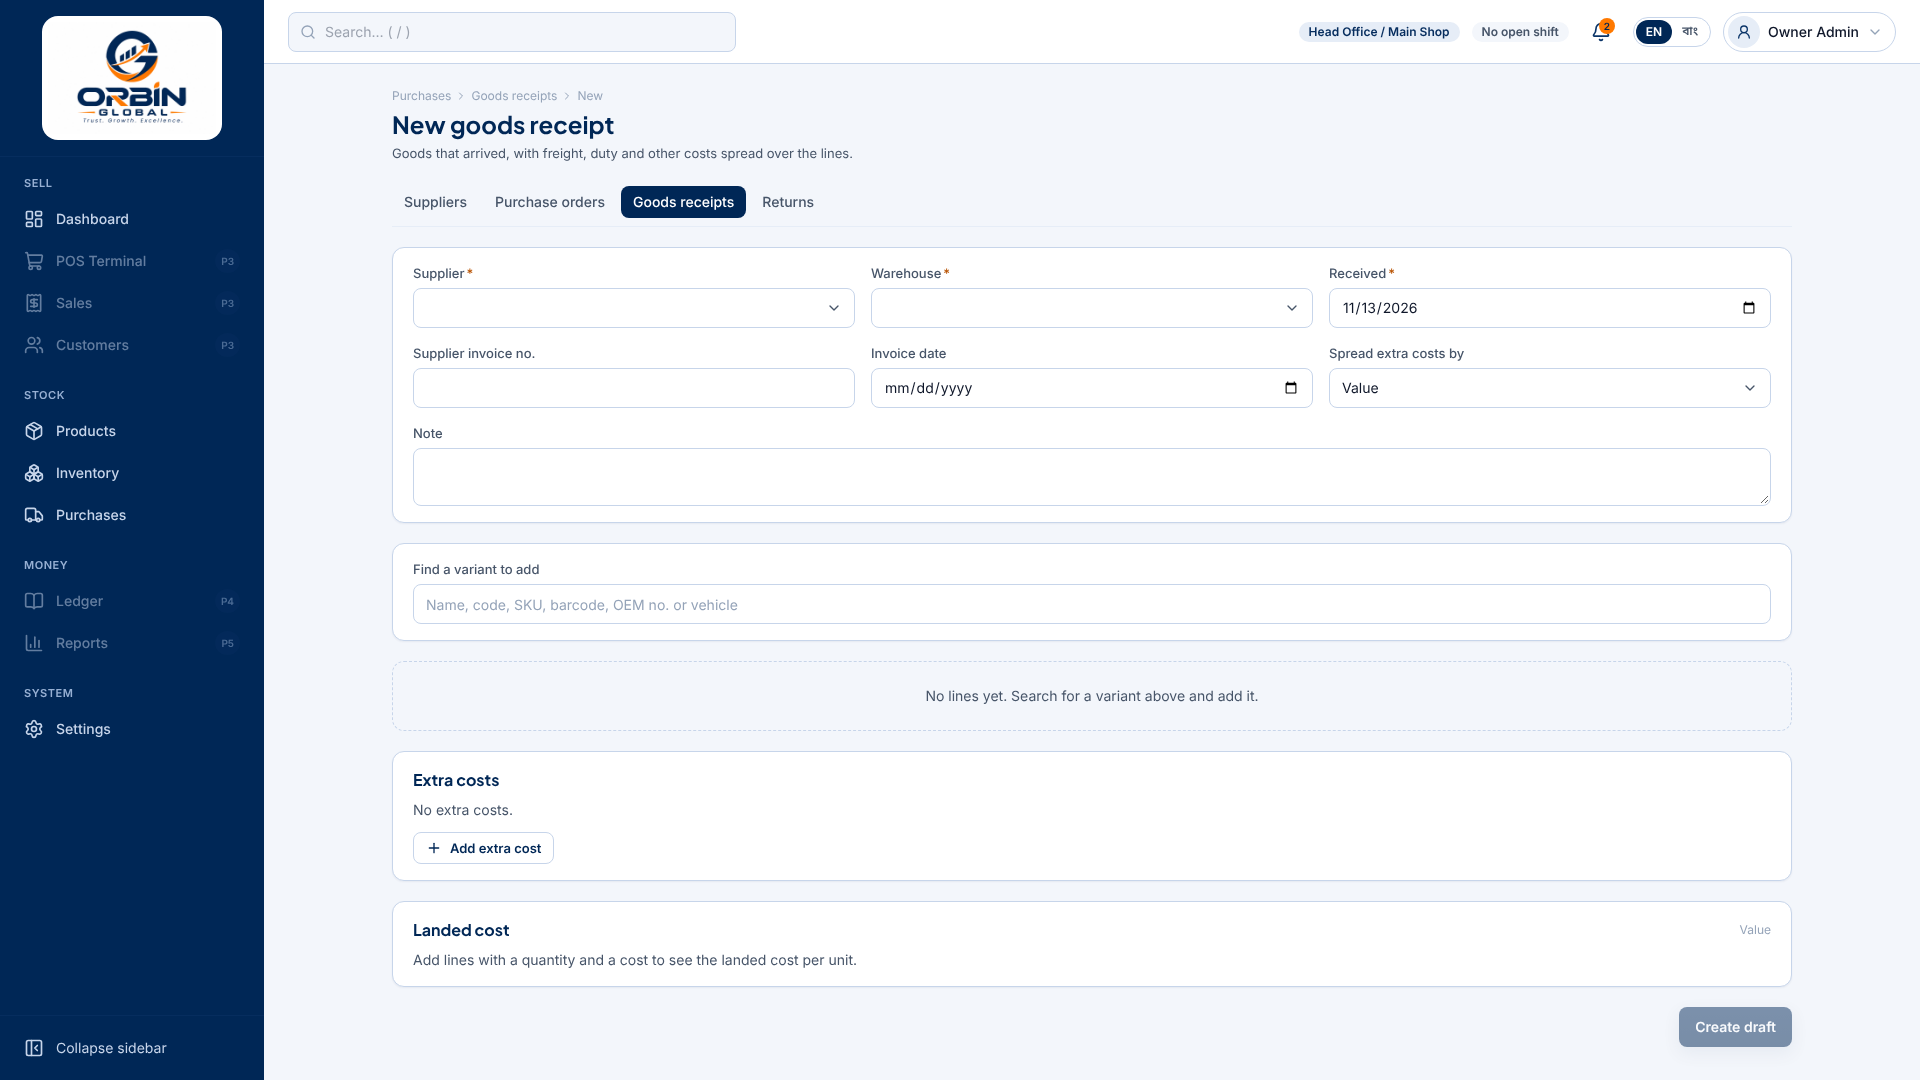 ORBIN
GLOBAL
Trust. Growth. Excellence.
Search... ( / )
Head Office / Main Shop
No open shift
2
EN
বাং
Owner Admin
SELL
Dashboard
POS Terminal P3
Sales P3
Customers P3
STOCK
Products
Inventory
Purchases
MONEY
Ledger P4
Reports P5
SYSTEM
Settings
Collapse sidebar
Purchases > Goods receipts > New
New goods receipt
Goods that arrived, with freight, duty and other costs spread over the lines.
Suppliers Purchase orders Goods receipts Returns
Supplier* Warehouse* Received*
11/13/2026
Supplier invoice no. Invoice date Spread extra costs by
mm/dd/yyyy Value
Note
Find a variant to add
Name, code, SKU, barcode, OEM no. or vehicle
No lines yet. Search for a variant above and add it.
Extra costs
No extra costs.
+ Add extra cost
Landed cost Value
Add lines with a quantity and a cost to see the landed cost per unit.
Create draft